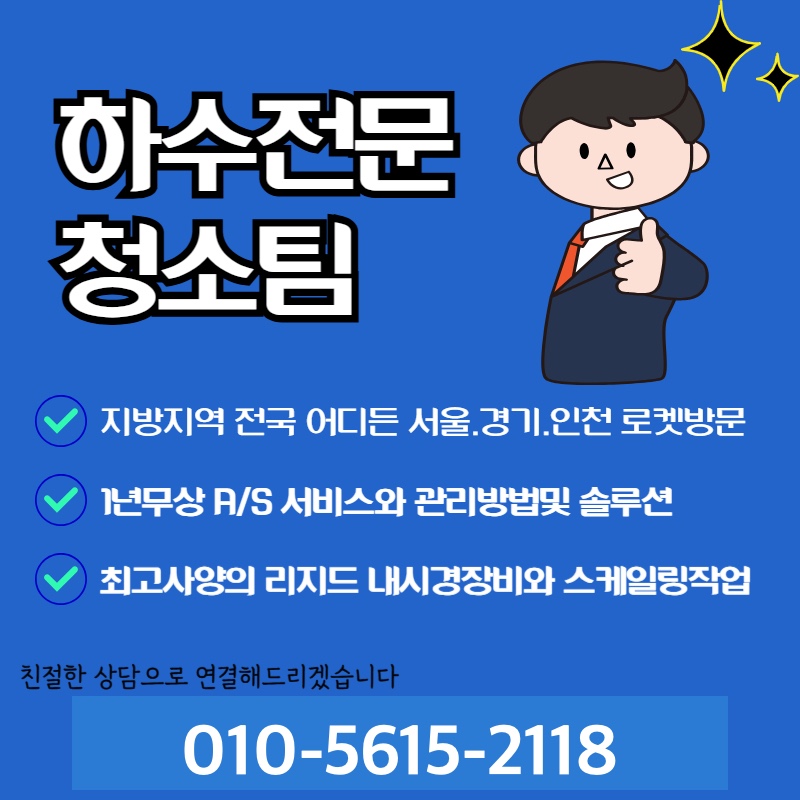 하수전문
청소팀
지방지역 전국 어디든 서울.경기.인천 로켓방문
1년무상 A/S 서비스와 관리방법및 솔루션
최고사양의 리지드 내시경장비와 스케일링작업
친절한 상담으로 연결해드리겠습니다
010-5615-2118